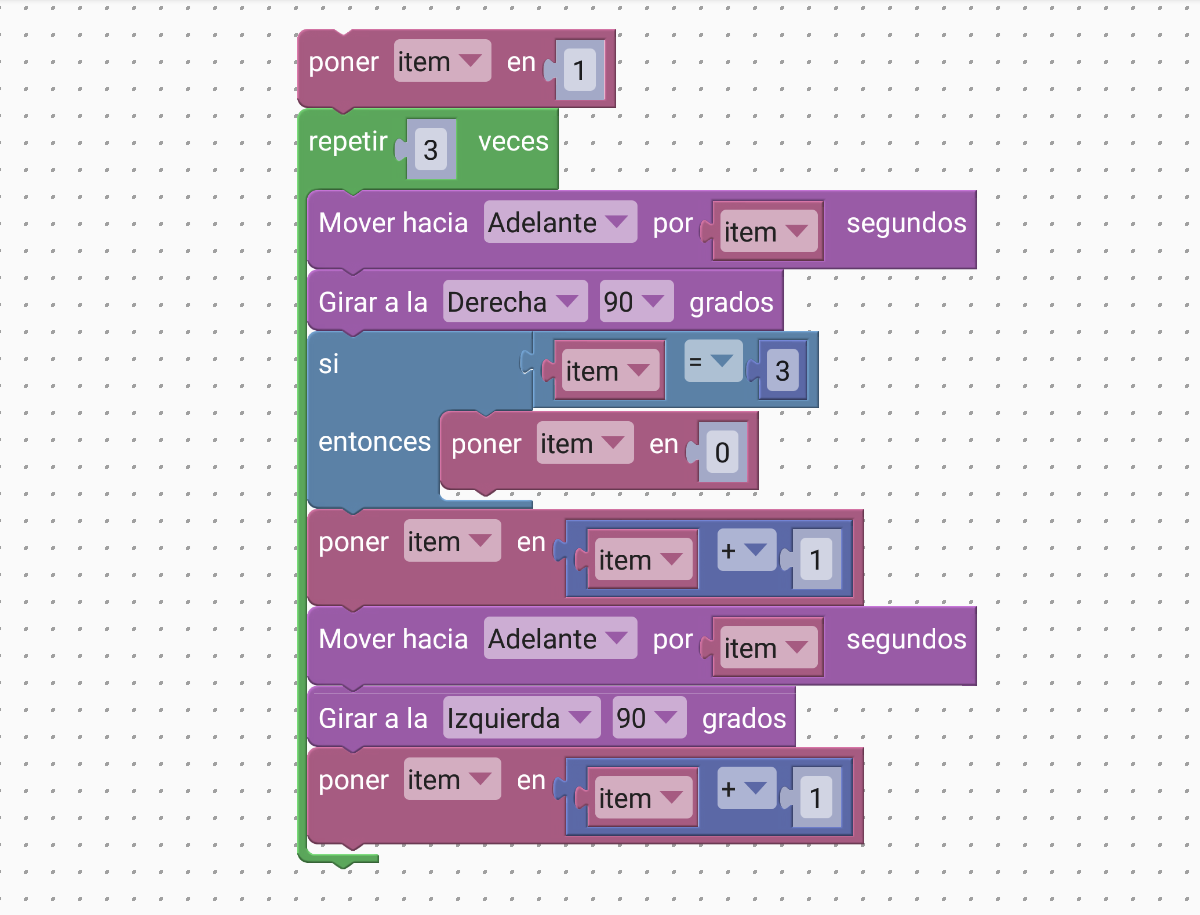 poner item en 1
repetir 3 veces
Mover hacia Adelante por item segundos
Girar a la Derecha 90 grados
si item = 3
entonces poner item en 0
poner item en item + 1
Mover hacia Adelante por item segundos
Girar a la Izquierda 90 grados
poner item en item + 1